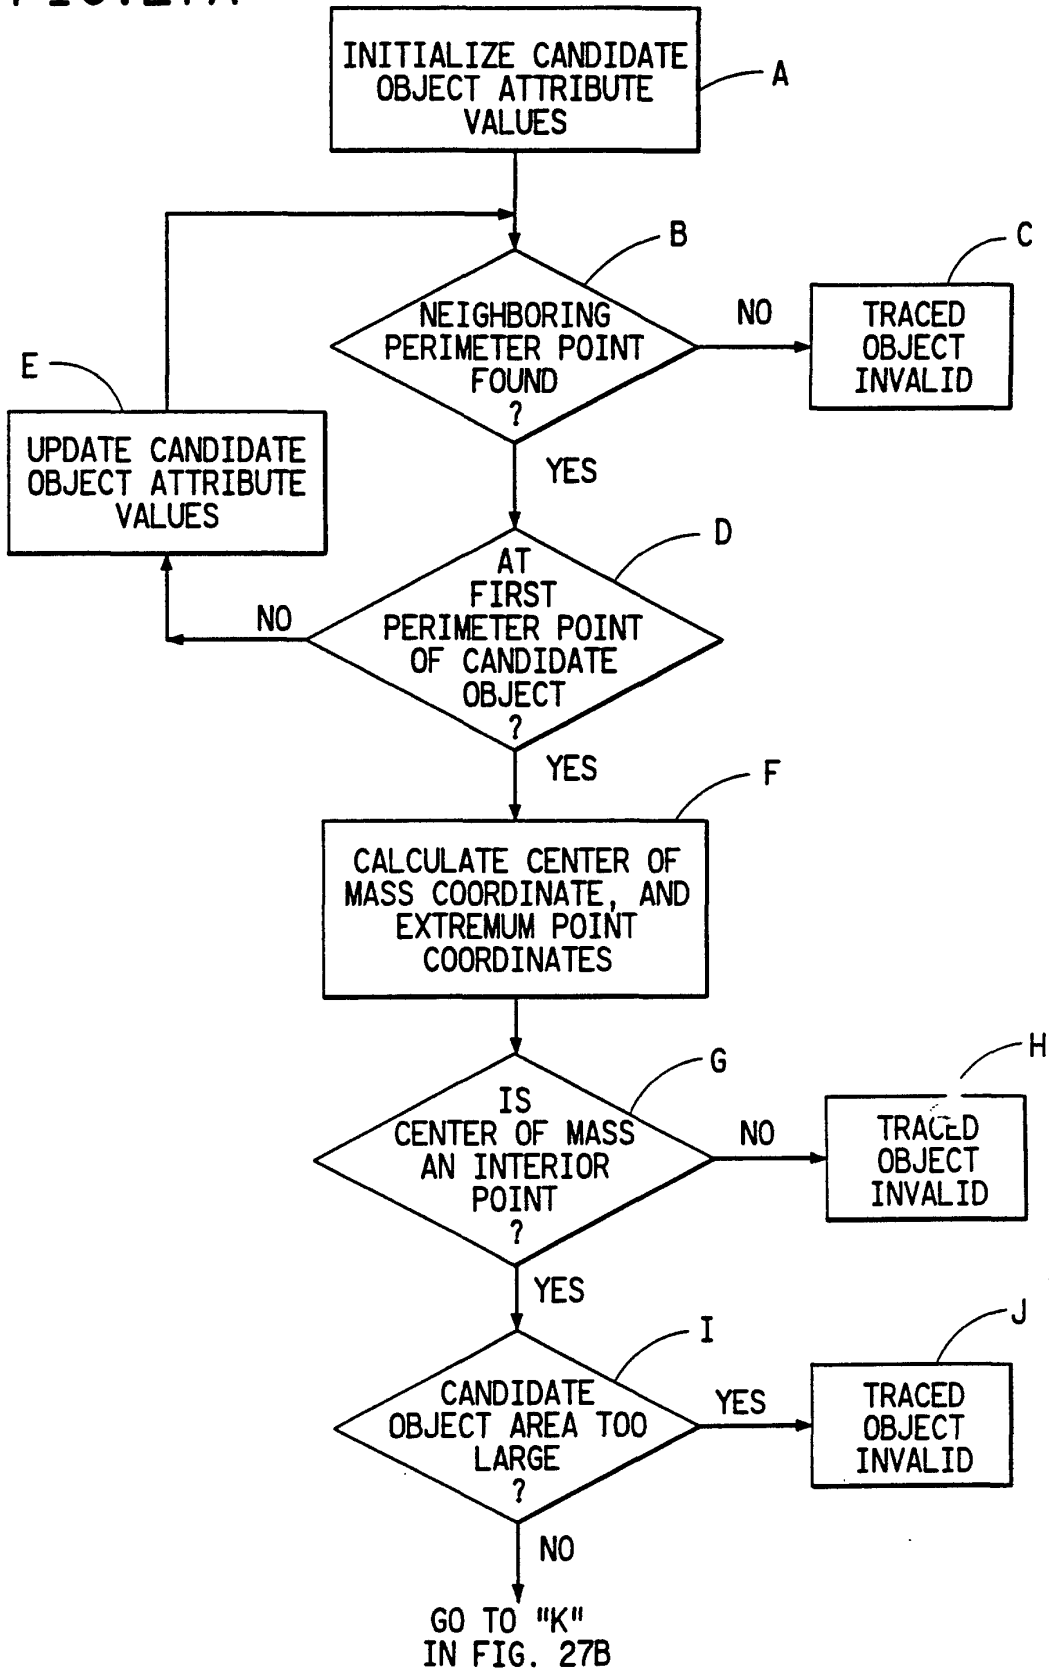 INITIALIZE CANDIDATE
OBJECT ATTRIBUTE
VALUES
A
B
NEIGHBORING
PERIMETER POINT
FOUND
?
NO
C
TRACED
OBJECT
INVALID
YES
E
UPDATE CANDIDATE
OBJECT ATTRIBUTE
VALUES
D
AT
FIRST
PERIMETER POINT
OF CANDIDATE
OBJECT
?
NO
YES
F
CALCULATE CENTER OF
MASS COORDINATE, AND
EXTREMUM POINT
COORDINATES
G
IS
CENTER OF MASS
AN INTERIOR
POINT
?
NO
H
TRACED
OBJECT
INVALID
YES
I
CANDIDATE
OBJECT AREA TOO
LARGE
?
YES
J
TRACED
OBJECT
INVALID
NO
GO TO "K"
IN FIG. 27B